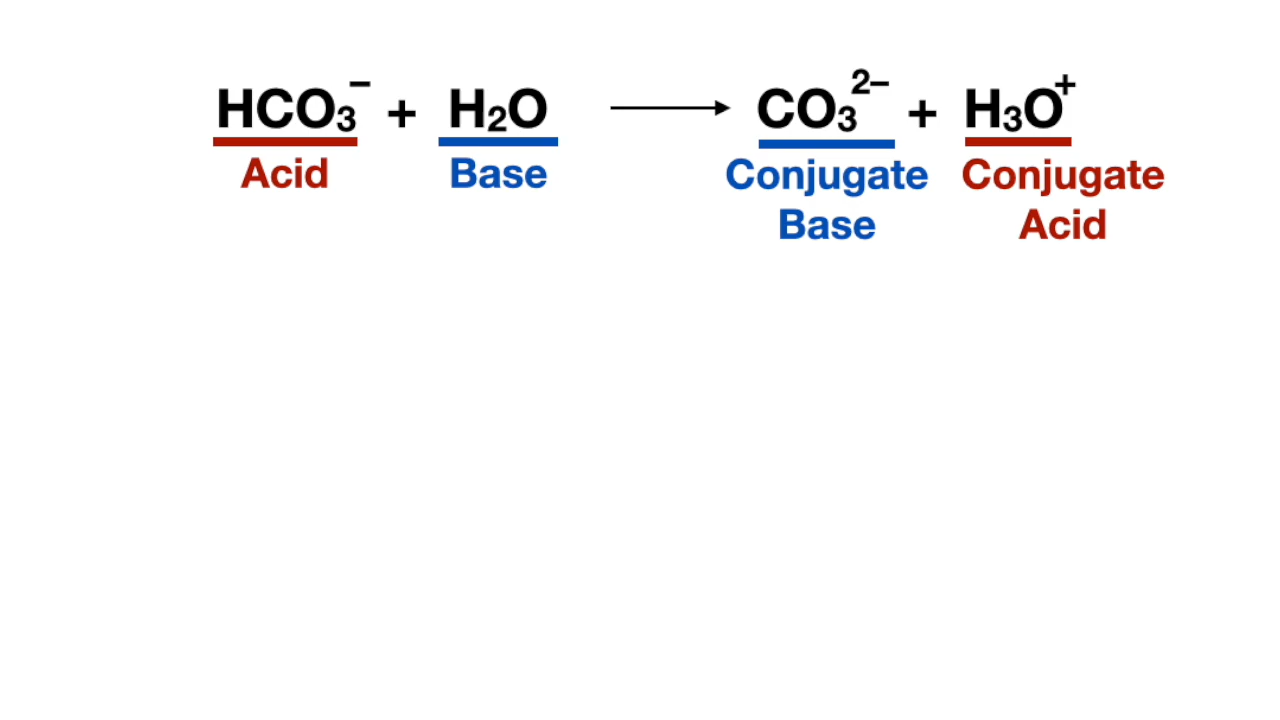 HCO₃⁻ + H₂O ⟶ CO₃²⁻ + H₃O⁺
Acid Base Conjugate Base Conjugate Acid